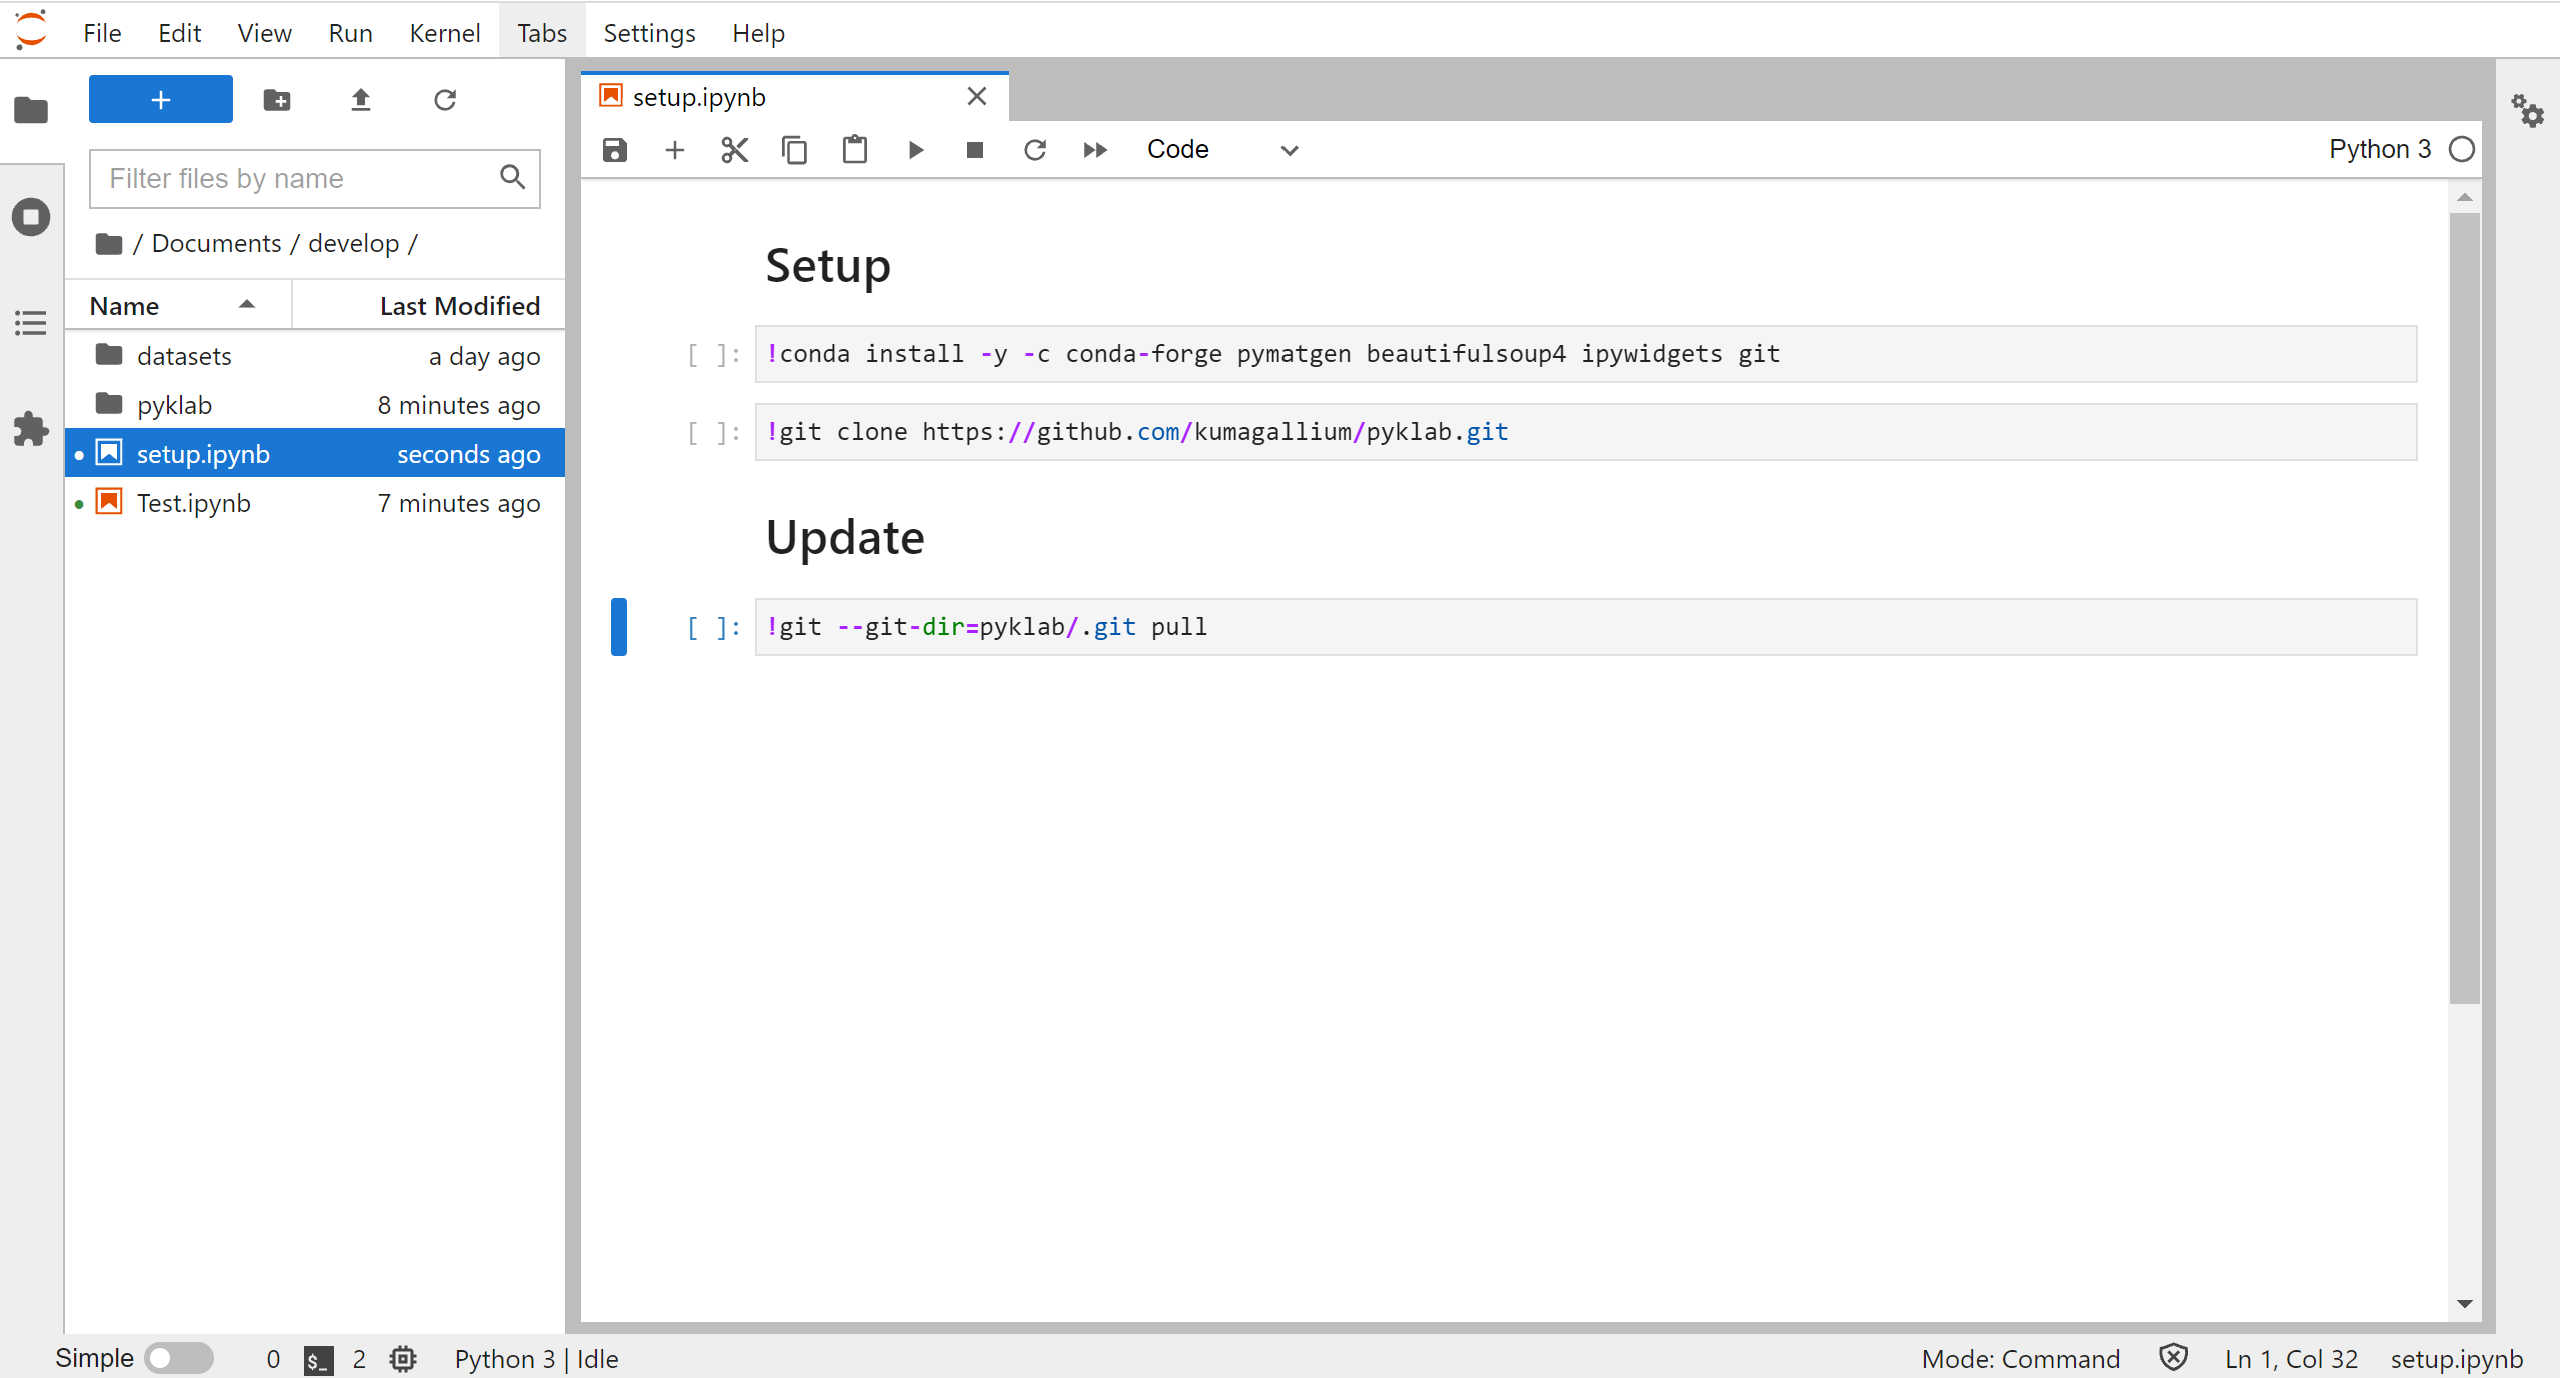 File Edit View Run Kernel Tabs Settings Help
+
Filter files by name
/ Documents / develop /
Name Last Modified
datasets a day ago
pyklab 8 minutes ago
setup.ipynb seconds ago
Test.ipynb 7 minutes ago
setup.ipynb
Code Python 3
Setup
[ ]: !conda install -y -c conda-forge pymatgen beautifulsoup4 ipywidgets git
[ ]: !git clone https://github.com/kumagallium/pyklab.git
Update
[ ]: !git --git-dir=pyklab/.git pull
Simple 0 $_ 2 Python 3 | Idle Mode: Command Ln 1, Col 32 setup.ipynb